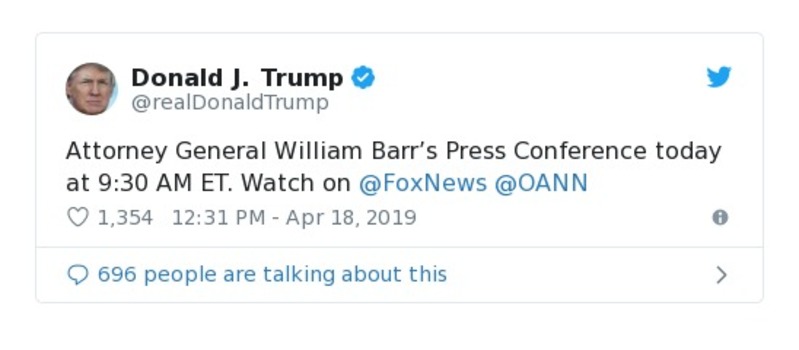 Donald J. Trump
@realDonaldTrump
Attorney General William Barr’s Press Conference today
at 9:30 AM ET. Watch on @FoxNews @OANN
1,354 12:31 PM - Apr 18, 2019
696 people are talking about this